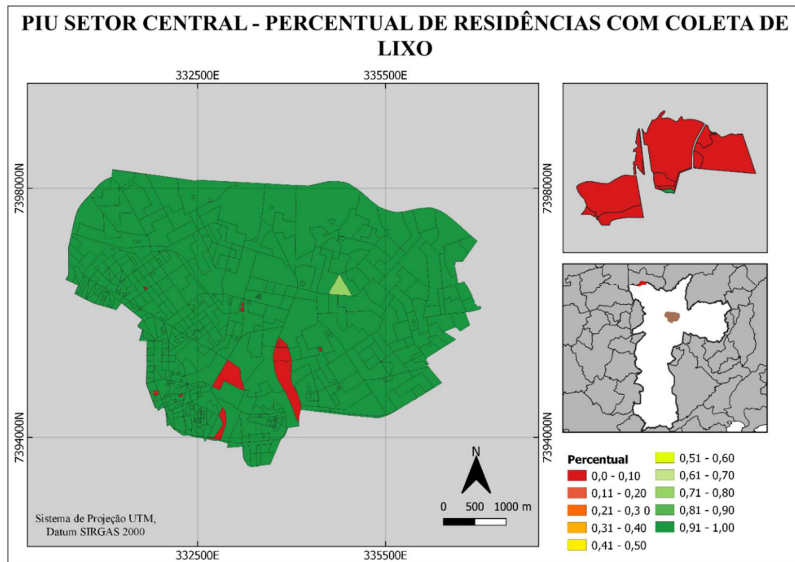 PIU SETOR CENTRAL - PERCENTUAL DE RESIDÊNCIAS COM COLETA DE
LIXO
332500E
335500E
7398000N
7398000N
7394000N
7394000N
N
0 500 1000 m
Sistema de Projeção UTM,
Datum SIRGAS 2000
332500E
335500E
Percentual
0,0 - 0,10
0,11 - 0,20
0,21 - 0,3 0
0,31 - 0,40
0,41 - 0,50
0,51 - 0,60
0,61 - 0,70
0,71 - 0,80
0,81 - 0,90
0,91 - 1,00